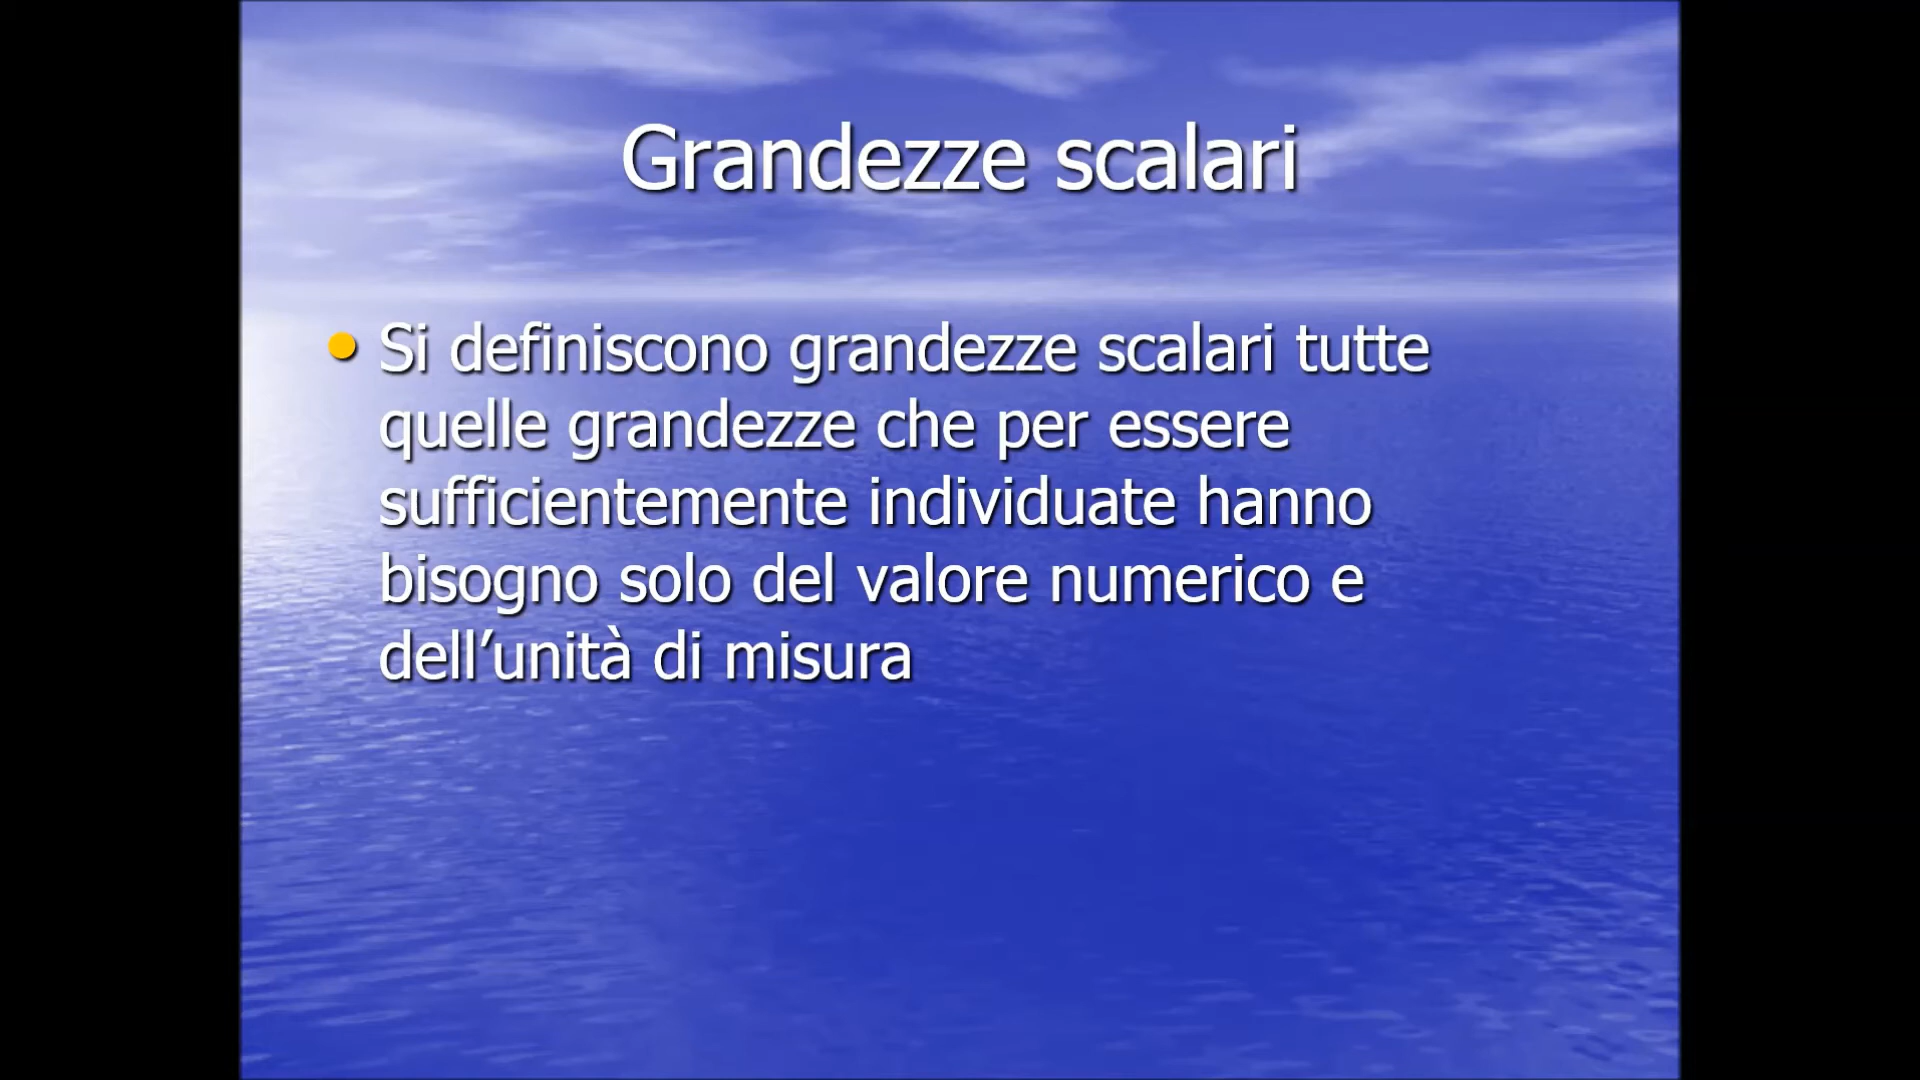 Grandezze scalari
• Si definiscono grandezze scalari tutte
quelle grandezze che per essere
sufficientemente individuate hanno
bisogno solo del valore numerico e
dell’unità di misura